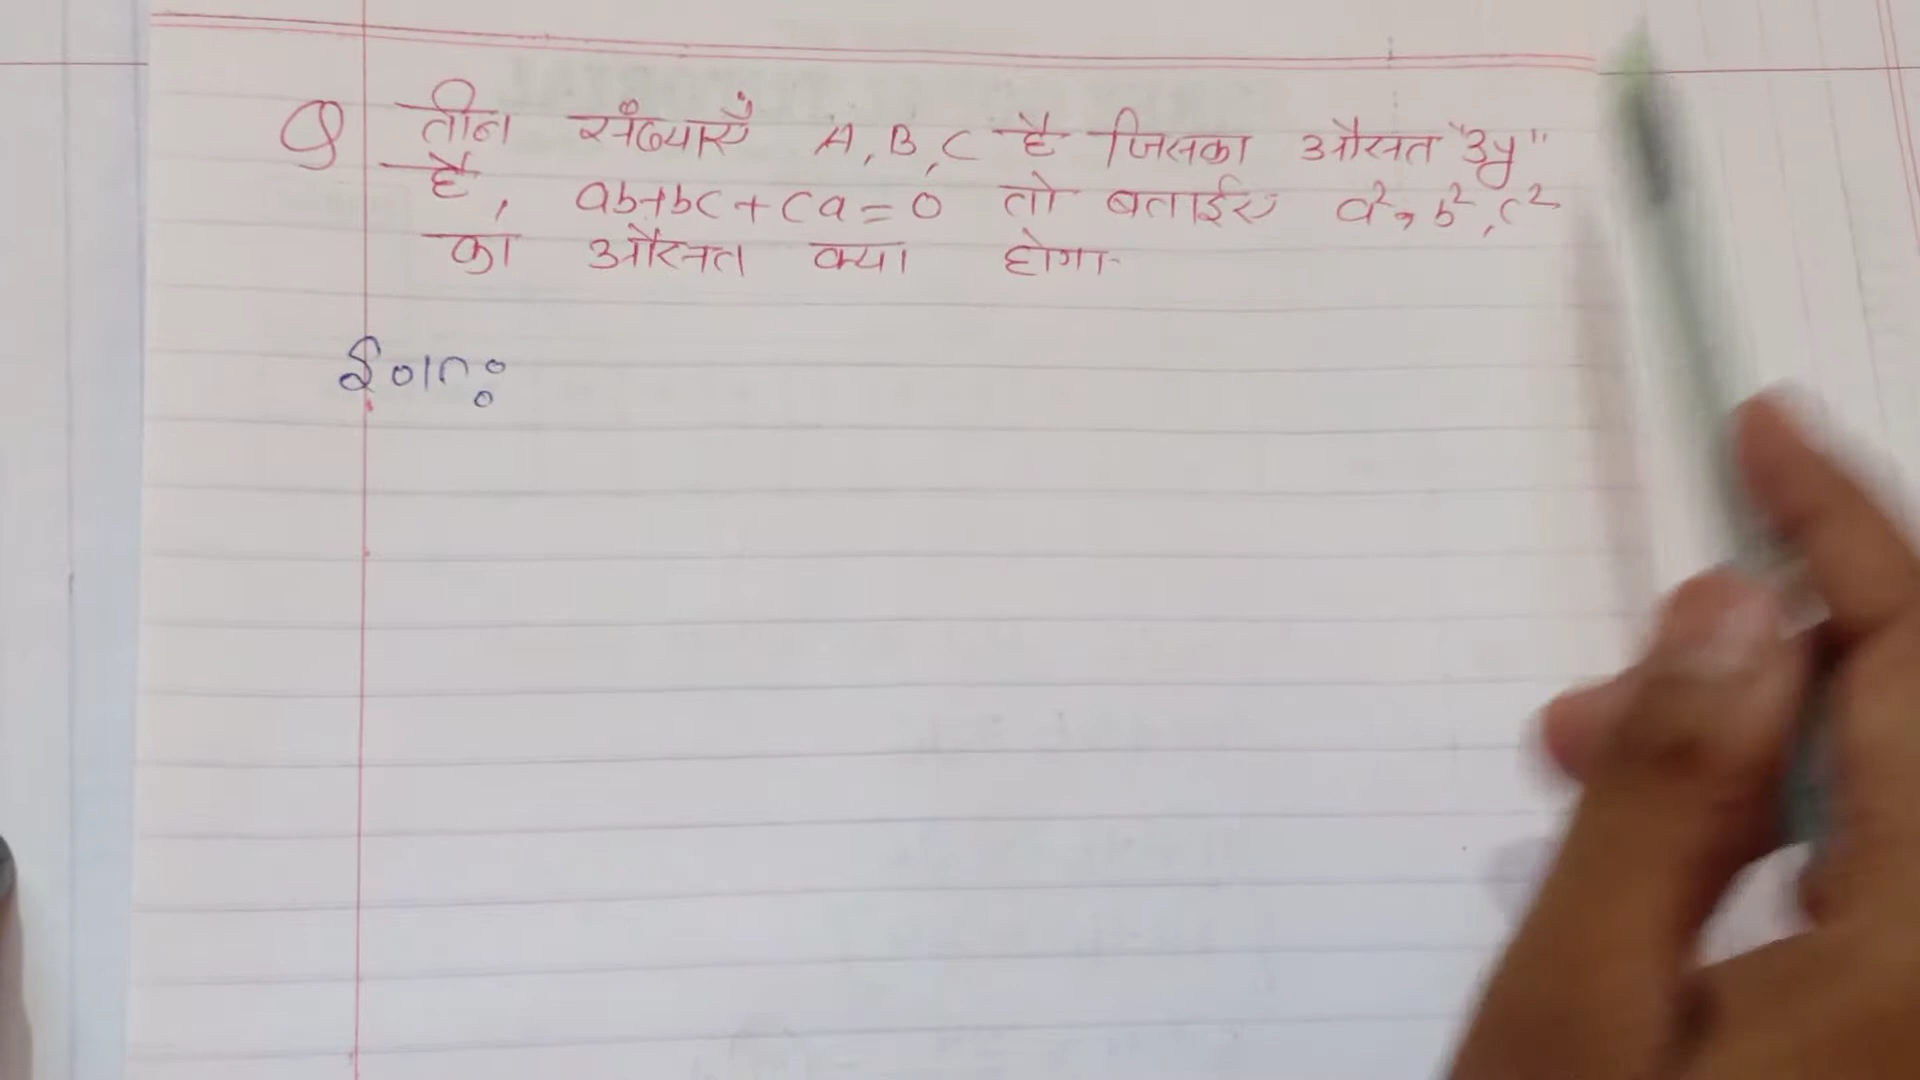 Q तीन संख्याएँ A, B, C है जिसका औसत "3y"
है, ab+bc+ca=0 तो बताईए a², b², c²
का औसत क्या होगा
Soln: